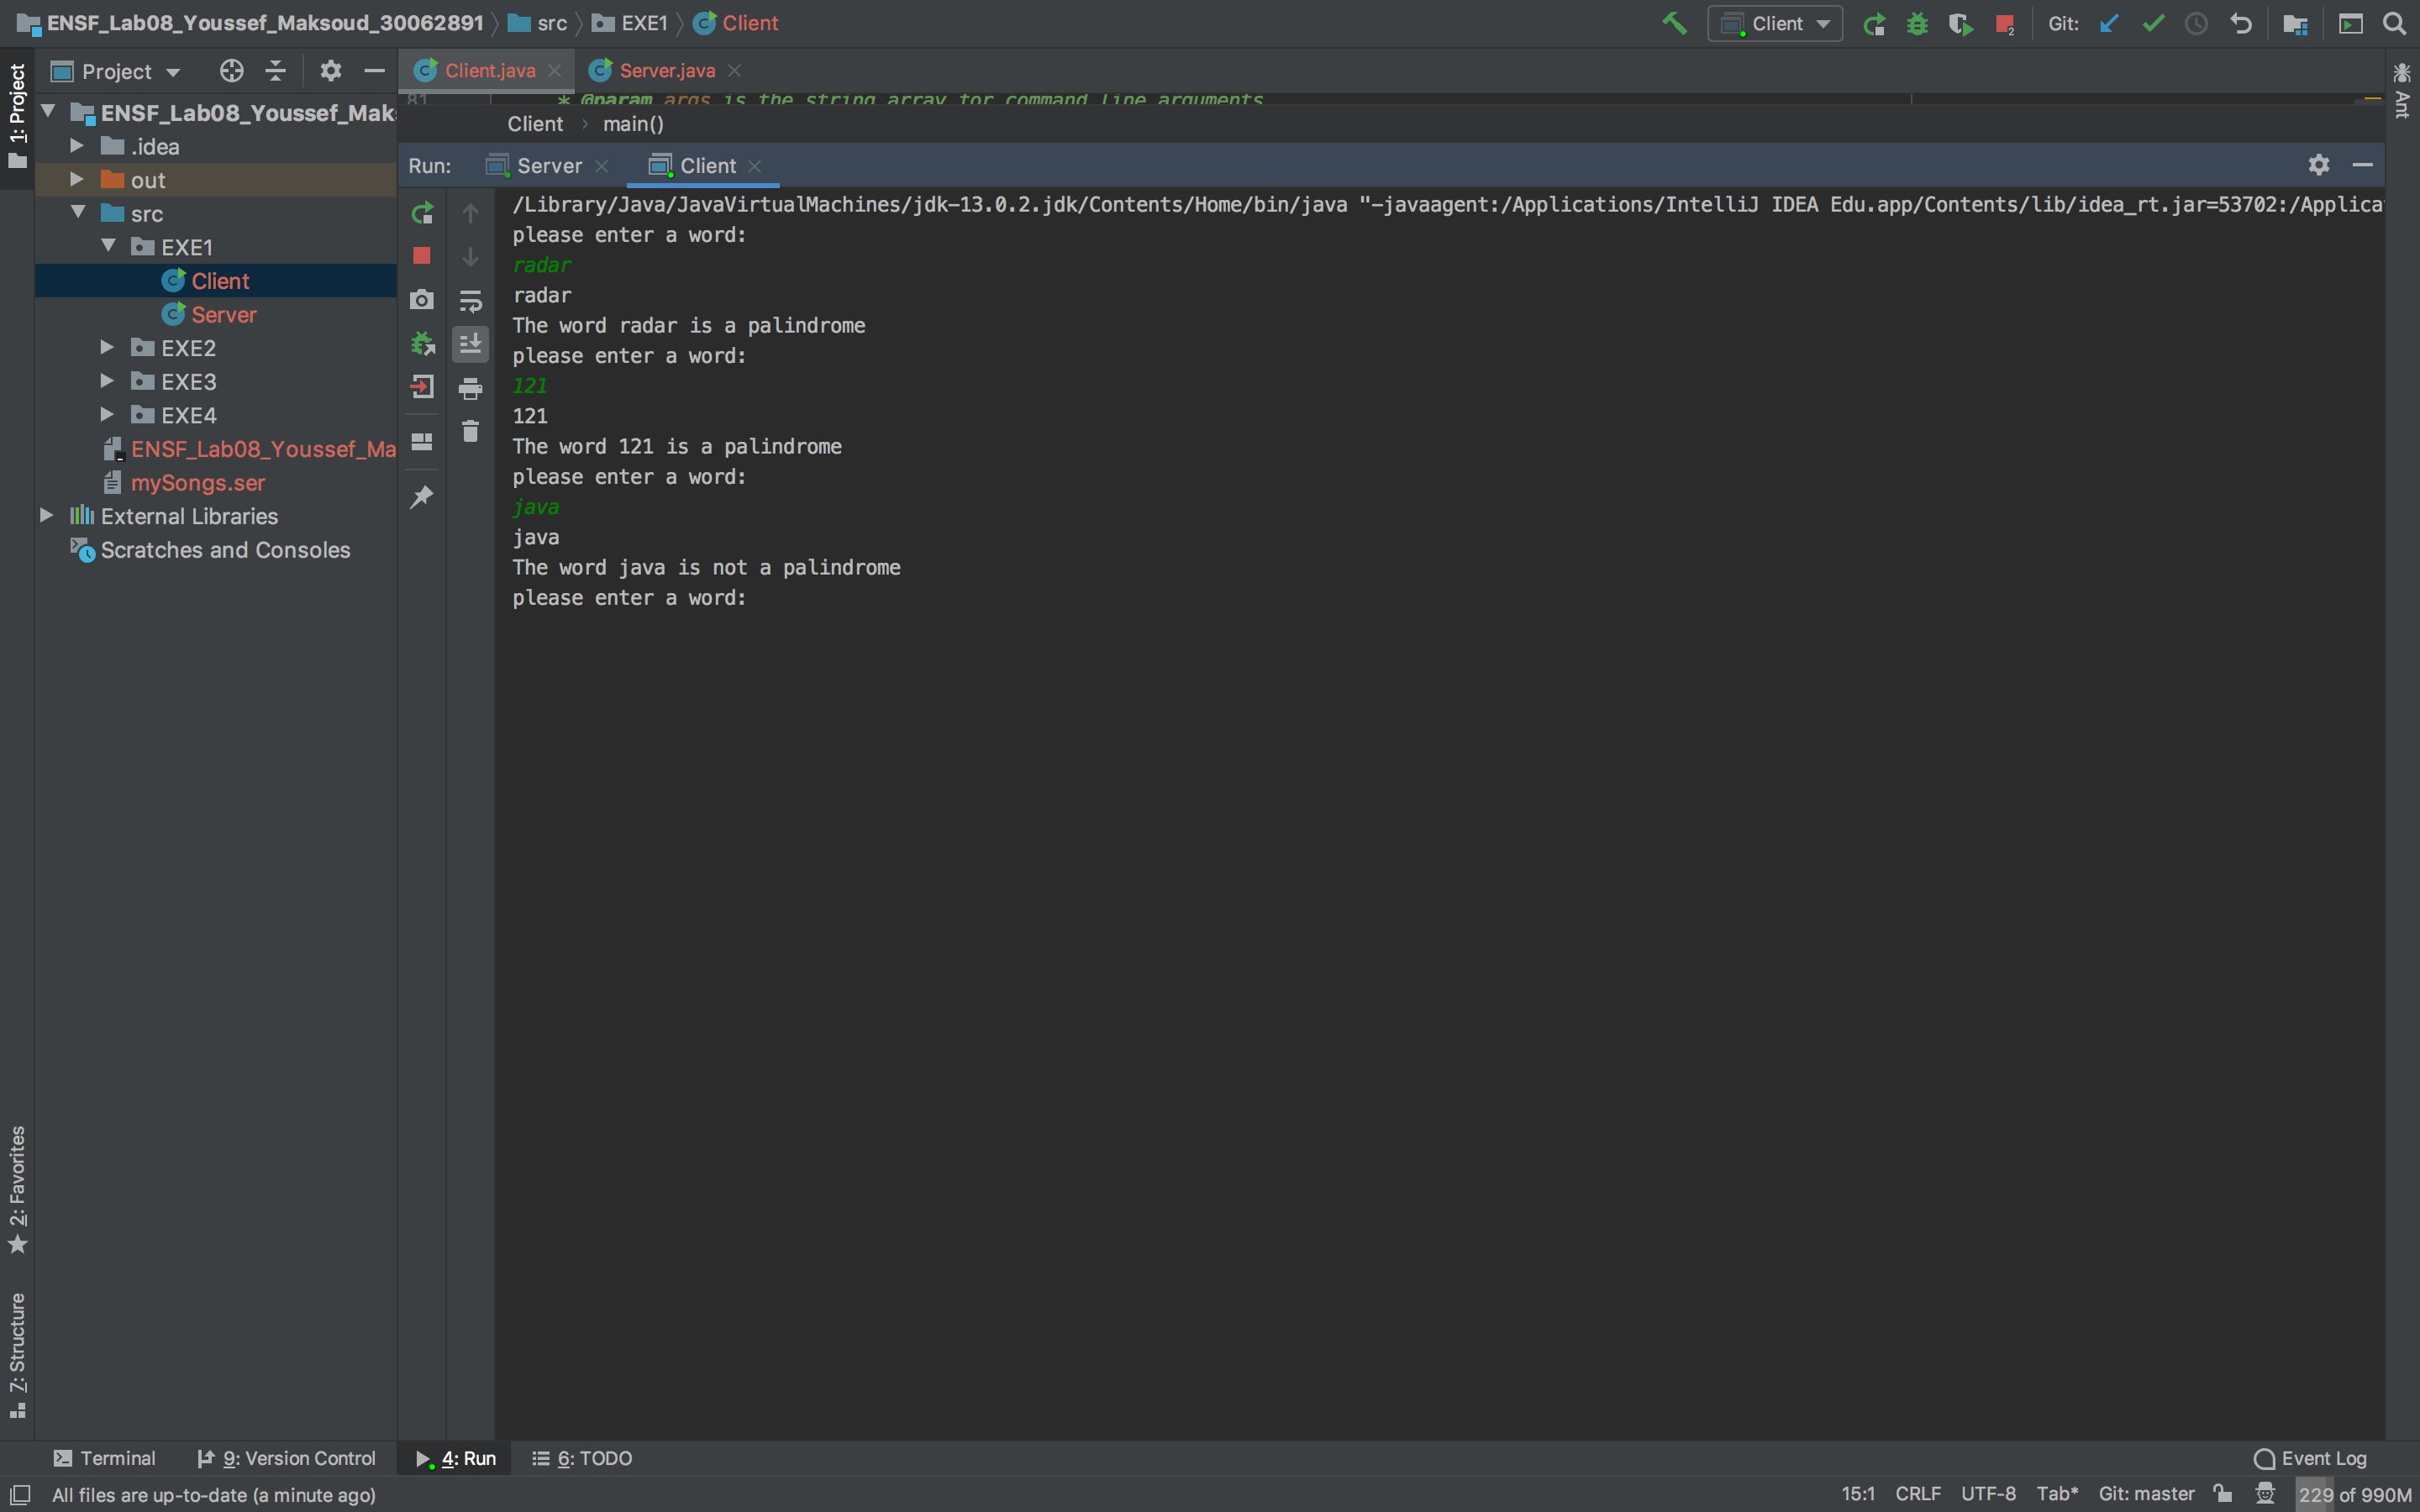 ENSF_Lab08_Youssef_Maksoud_30062891 src EXE1 Client
Client
Git:
1: Project
Project
Client.java Server.java
Ant
81 * @param args is the string array for command line arguments
Client main()
Run: Server Client
ENSF_Lab08_Youssef_Mak
.idea
out
src
EXE1
Client
Server
EXE2
EXE3
EXE4
ENSF_Lab08_Youssef_Ma
mySongs.ser
External Libraries
Scratches and Consoles
/Library/Java/JavaVirtualMachines/jdk-13.0.2.jdk/Contents/Home/bin/java "-javaagent:/Applications/IntelliJ IDEA Edu.app/Contents/lib/idea_rt.jar=53702:/Applica
please enter a word:
radar
radar
The word radar is a palindrome
please enter a word:
121
121
The word 121 is a palindrome
please enter a word:
java
java
The word java is not a palindrome
please enter a word:
2: Favorites
7: Structure
Terminal 9: Version Control 4: Run 6: TODO Event Log
All files are up-to-date (a minute ago) 15:1 CRLF UTF-8 Tab* Git: master 229 of 990M